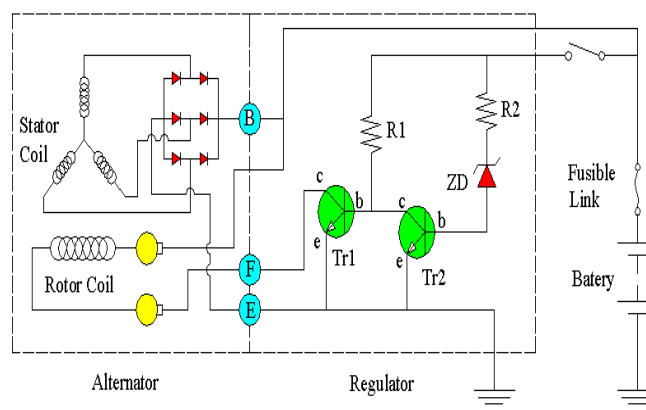 Stator
Coil
B
R1
R2
ZD
Fusible
Link
c
b
e
Tr1
c
b
e
Tr2
F
E
Rotor Coil
Batery
Alternator
Regulator